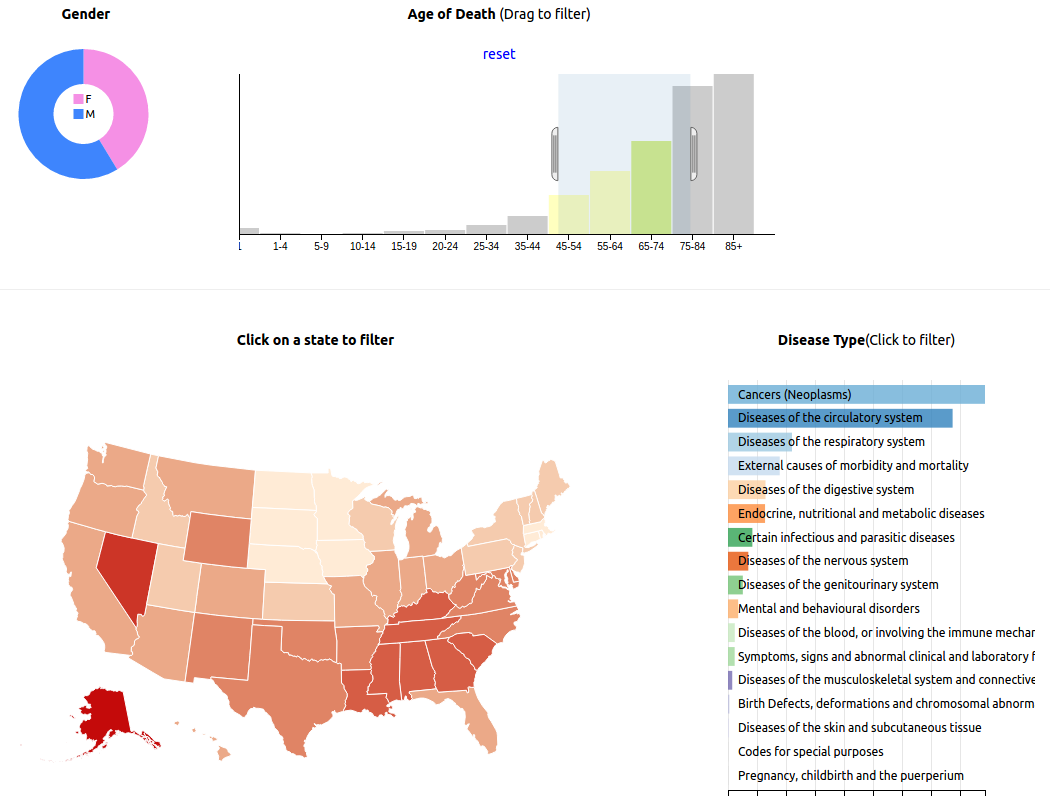 Gender
Age of Death (Drag to filter)
reset
F
M
1-4
5-9
10-14
15-19
20-24
25-34
35-44
45-54
55-64
65-74
75-84
85+
Click on a state to filter
Disease Type(Click to filter)
Cancers (Neoplasms)
Diseases of the circulatory system
Diseases of the respiratory system
External causes of morbidity and mortality
Diseases of the digestive system
Endocrine, nutritional and metabolic diseases
Certain infectious and parasitic diseases
Diseases of the nervous system
Diseases of the genitourinary system
Mental and behavioural disorders
Diseases of the blood, or involving the immune mechar
Symptoms, signs and abnormal clinical and laboratory f
Diseases of the musculoskeletal system and connective
Birth Defects, deformations and chromosomal abnorm
Diseases of the skin and subcutaneous tissue
Codes for special purposes
Pregnancy, childbirth and the puerperium